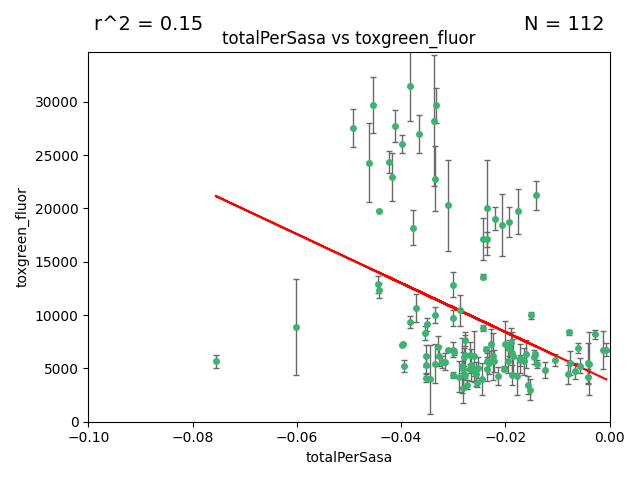 r^2 = 0.15
N = 112
totalPerSasa vs toxgreen_fluor
30000
25000
20000
15000
10000
5000
0
toxgreen_fluor
−0.10
−0.08
−0.06
−0.04
−0.02
0.00
totalPerSasa